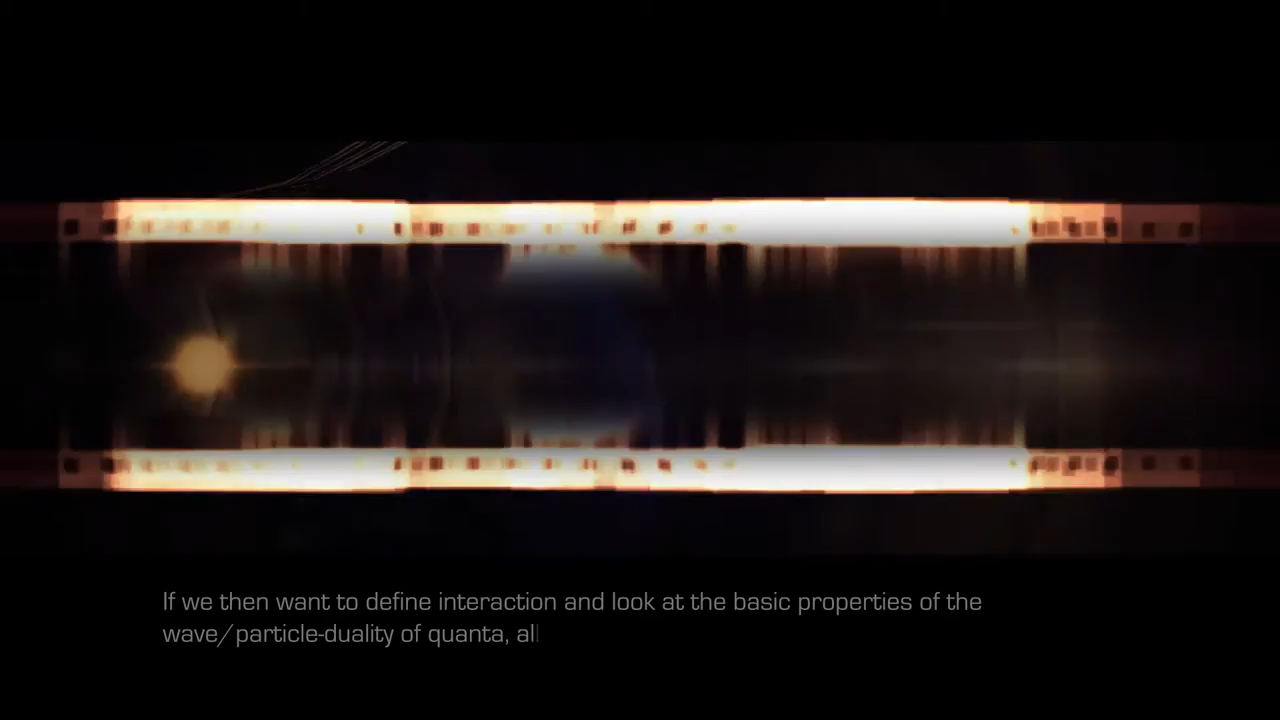 If we then want to define interaction and look at the basic properties of the
wave/particle-duality of quanta, all